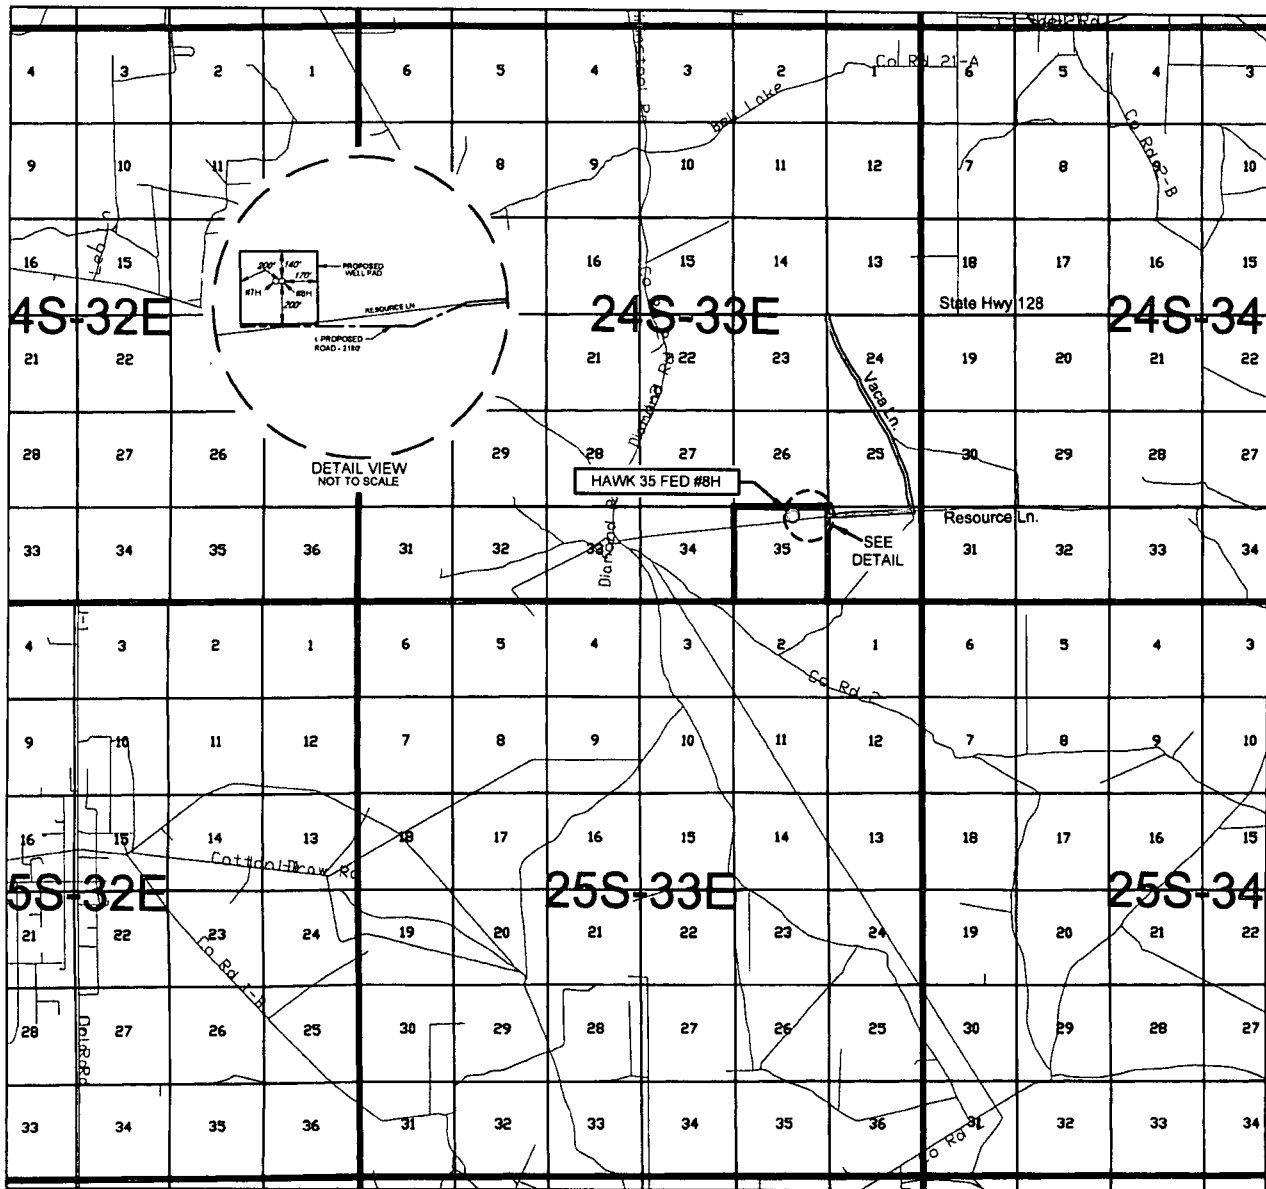 4 3 2 1 6 5 4 3 2 1 6 5 4 3
Co Rd 21-A
Bell Lake
Co Rd 2-B
9 10 11 8 9 10 11 12 7 8 10
16 15 16 15 14 13 18 17 16 15
200' 140' 170' 200'
#7H #8H
PROPOSED
WELL PAD
RESOURCE LN
PROPOSED
ROAD - 2180'
4S-32E 24S-33E 24S-34
State Hwy 128
21 22 21 22 23 24 19 20 21 22
Vaca Ln.
Diamond Rd
28 27 26 29 28 27 26 25 30 29 28 27
DETAIL VIEW
NOT TO SCALE
HAWK 35 FED #8H
Resource Ln.
SEE
DETAIL
33 34 35 36 31 32 33 34 35 31 32 33 34
Diamond R
4 3 2 1 6 5 4 3 2 1 6 5 4 3
Co Rd 2
9 10 11 12 7 8 9 10 11 12 7 8 9 10
16 15 14 13 18 17 16 15 14 13 18 17 16 15
Cotton Draw Rd
5S-32E 25S-33E 25S-34
21 22 23 24 19 20 21 22 23 24 19 20 21 22
Co Rd 1-B
28 27 26 25 30 29 28 27 26 25 30 29 28 27
33 34 35 36 31 32 33 34 35 36 31 32 33 34
Co Rd